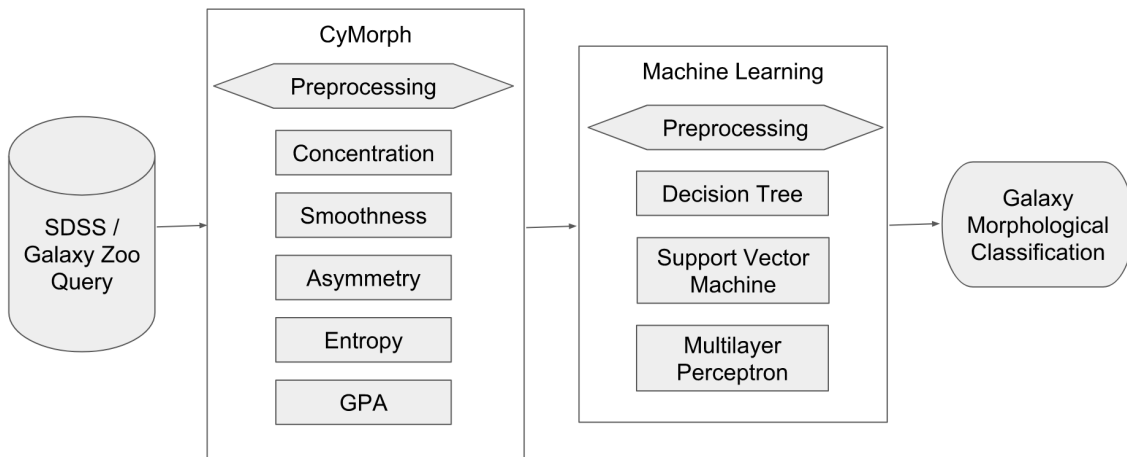 SDSS /
Galaxy Zoo
Query
CyMorph
Preprocessing
Concentration
Smoothness
Asymmetry
Entropy
GPA
Machine Learning
Preprocessing
Decision Tree
Support Vector
Machine
Multilayer
Perceptron
Galaxy
Morphological
Classification